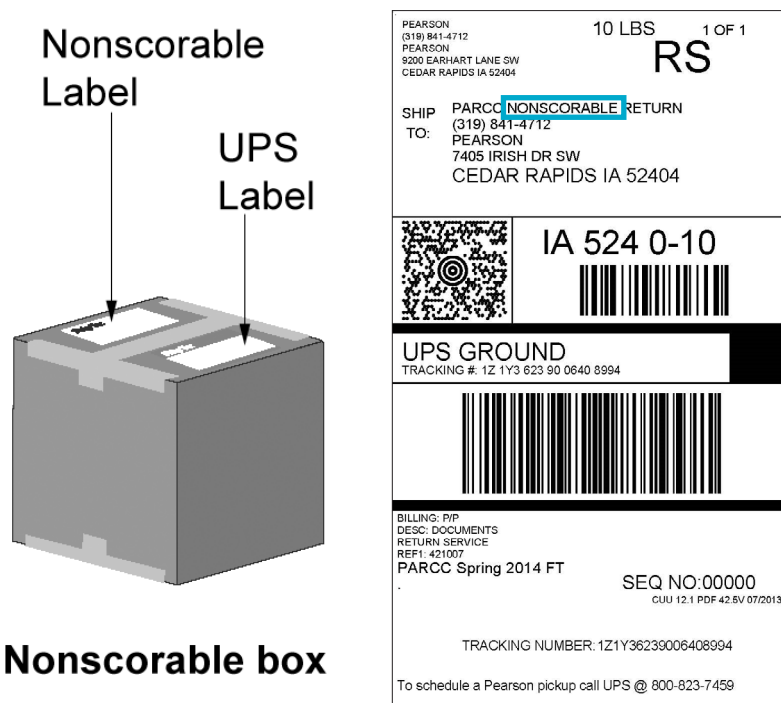 Nonscorable
Label
UPS
Label
Nonscorable box
PEARSON
(319) 841-4712
PEARSON
9200 EARHART LANE SW
CEDAR RAPIDS IA 52404
10 LBS 1 OF 1
RS
SHIP
TO:
PARCC NONSCORABLE RETURN
(319) 841-4712
PEARSON
7405 IRISH DR SW
CEDAR RAPIDS IA 52404
IA 524 0-10
UPS GROUND
TRACKING #: 1Z 1Y3 623 90 0640 8994
BILLING: P/P
DESC: DOCUMENTS
RETURN SERVICE
REF1: 421007
PARCC Spring 2014 FT
.
SEQ NO:00000
CUU 12.1 PDF 42.5V 07/2013
TRACKING NUMBER: 1Z1Y36239006408994
To schedule a Pearson pickup call UPS @ 800-823-7459